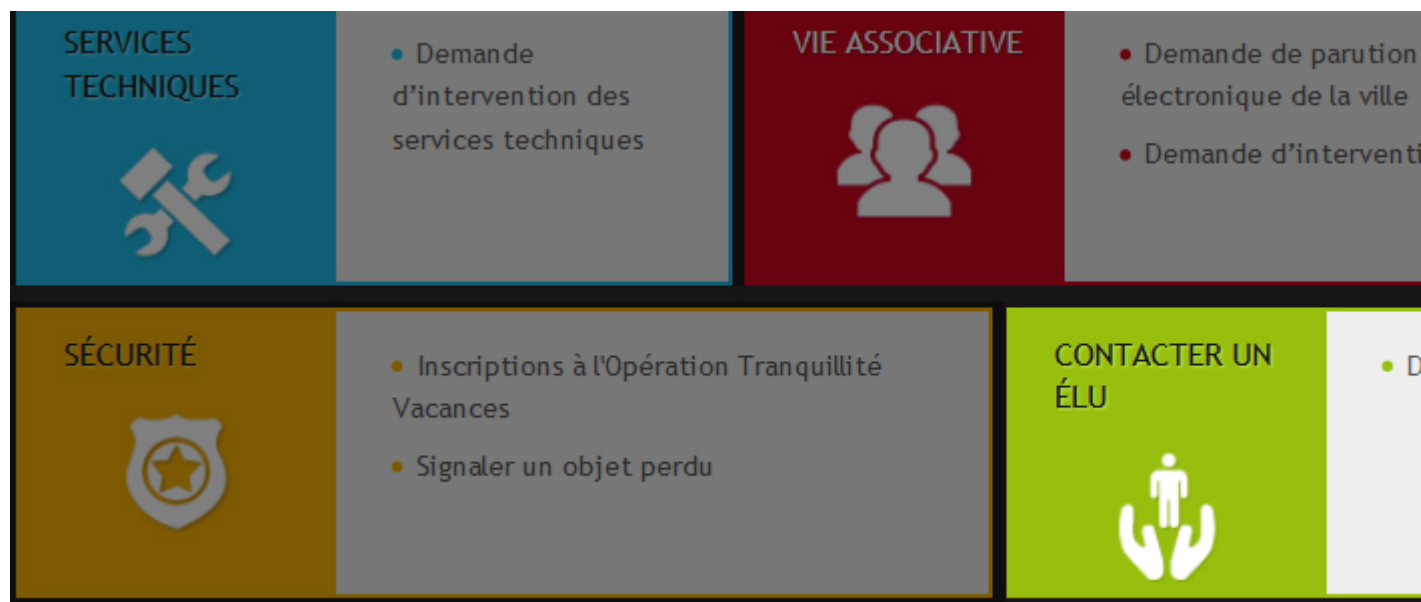 SERVICES
TECHNIQUES
• Demande
d’intervention des
services techniques
VIE ASSOCIATIVE
• Demande de parution
électronique de la ville
• Demande
SÉCURITÉ
• Inscriptions à l'Opération Tranquillité
Vacances
• Signaler un objet perdu
CONTACTER UN
ÉLU